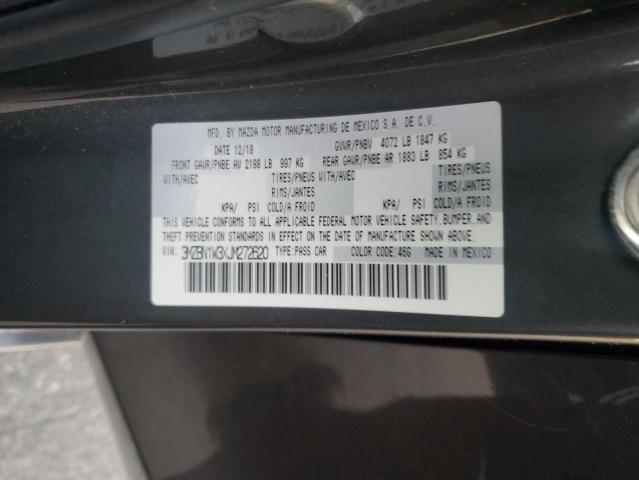 MFD. BY MAZDA MOTOR MANUFACTURING DE MEXICO S.A. DE C.V.
DATE 12/18 GVWR/PNBV 4072 LB 1847 KG
FRONT GAWR/PNBE AV 2198 LB 997 KG REAR GAWR/PNBE AR 1883 LB 854 KG
WITH/AVEC TIRES/PNEUS WITH/AVEC TIRES/PNEUS
RIMS/JANTES RIMS/JANTES
KPA/ PSI COLD/A FROID KPA/ PSI COLD/A FROID
THIS VEHICLE CONFORMS TO ALL APPLICABLE FEDERAL MOTOR VEHICLE SAFETY, BUMPER, AND
THEFT PREVENTION STANDARDS IN EFFECT ON THE DATE OF MANUFACTURE SHOWN ABOVE.
VIN: 3MZBN1W3XJM272620 TYPE:PASS CAR COLOR CODE:46G MADE IN MEXICO